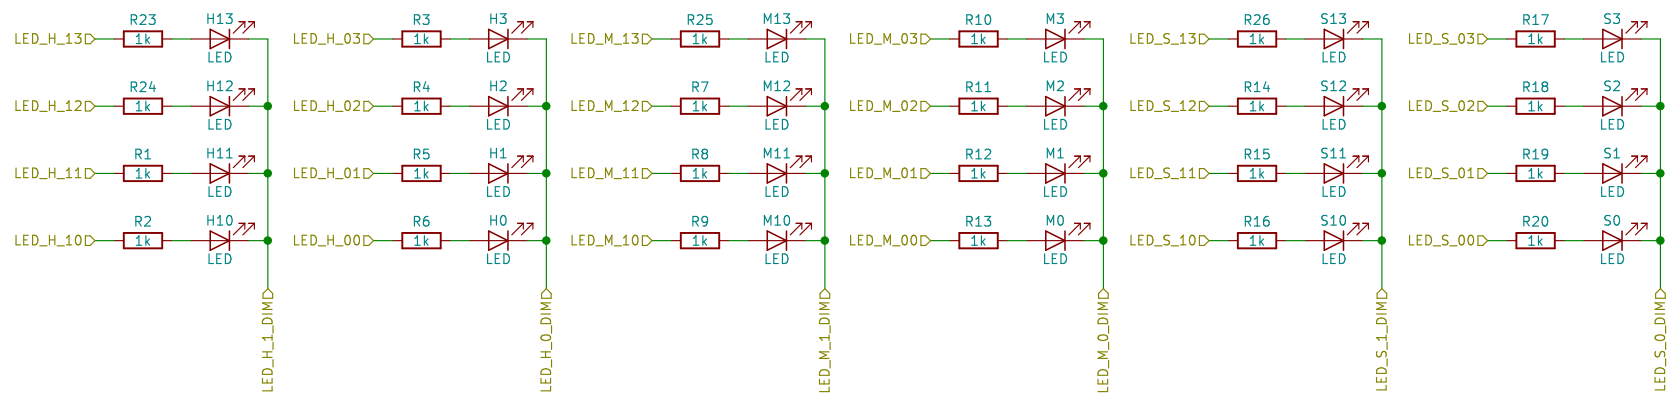 R23 H13 R3 H3 R25 M13 R10 M3 R26 S13 R17 S3
LED_H_13 1k LED_H_03 1k LED_M_13 1k LED_M_03 1k LED_S_13 1k LED_S_03 1k
LED LED LED LED LED LED
R24 H12 R4 H2 R7 M12 R11 M2 R14 S12 R18 S2
LED_H_12 1k LED_H_02 1k LED_M_12 1k LED_M_02 1k LED_S_12 1k LED_S_02 1k
LED LED LED LED LED LED
R1 H11 R5 H1 R8 M11 R12 M1 R15 S11 R19 S1
LED_H_11 1k LED_H_01 1k LED_M_11 1k LED_M_01 1k LED_S_11 1k LED_S_01 1k
LED LED LED LED LED LED
R2 H10 R6 H0 R9 M10 R13 M0 R16 S10 R20 S0
LED_H_10 1k LED_H_00 1k LED_M_10 1k LED_M_00 1k LED_S_10 1k LED_S_00 1k
LED LED LED LED LED LED
LED_H_1_DIM
LED_H_0_DIM
LED_M_1_DIM
LED_M_0_DIM
LED_S_1_DIM
LED_S_0_DIM